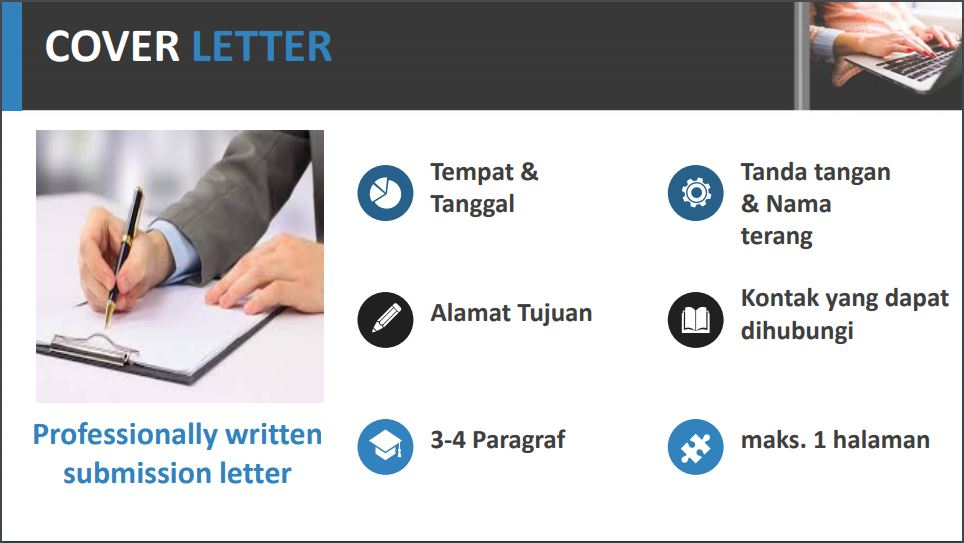 COVER LETTER
Professionally written
submission letter
Tempat &
Tanggal
Alamat Tujuan
3-4 Paragraf
Tanda tangan
& Nama
terang
Kontak yang dapat
dihubungi
maks. 1 halaman